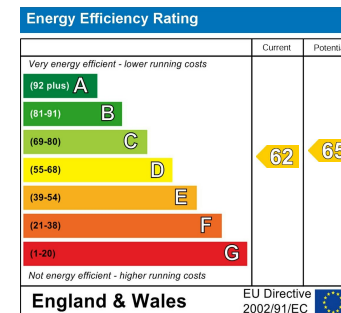 Energy Efficiency Rating
Current Potenti
Very energy efficient - lower running costs
(92 plus) A
(81-91) B
(69-80) C
(55-68) D
(39-54) E
(21-38) F
(1-20) G
62 65
Not energy efficient - higher running costs
England & Wales
EU Directive
2002/91/EC